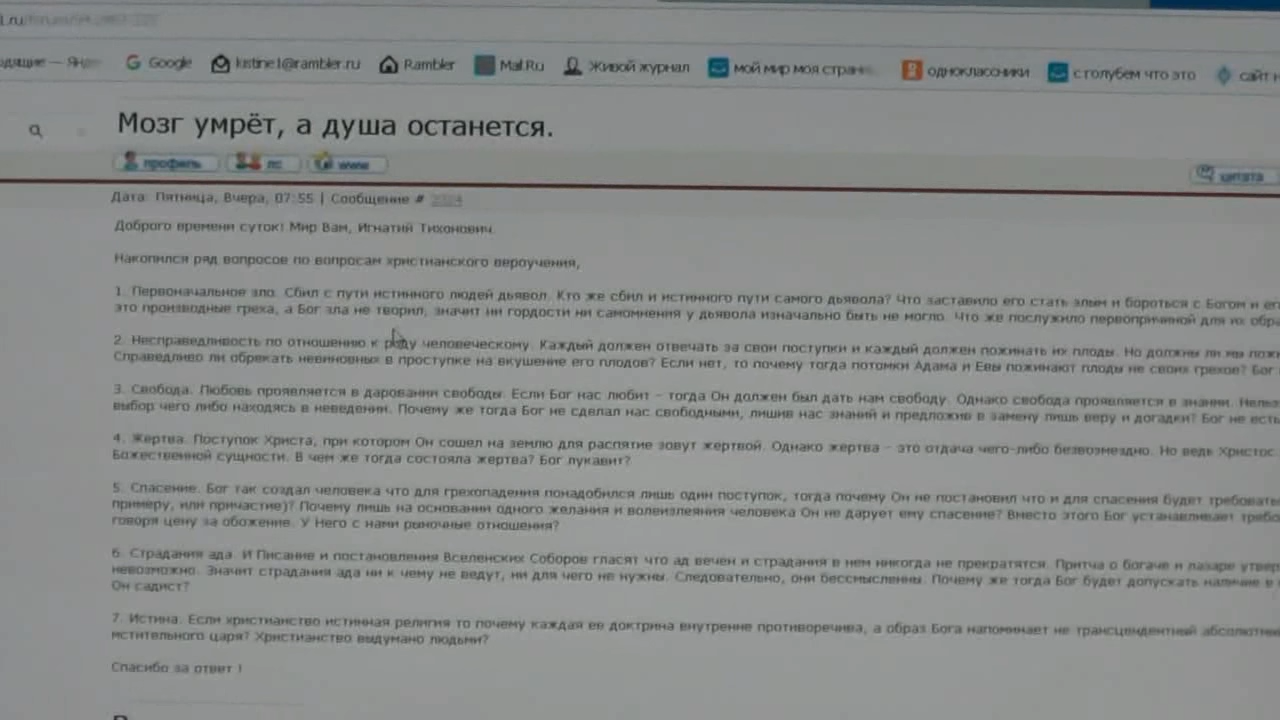 Google kistine1@rambler.ru Rambler Mail.Ru Живой журнал мой мир моя одноклассники с голубем что это сайт
Мозг умрёт, а душа останется.
профиль лс www цитата
Дата: Пятница, Вчера, 07:55 | Сообщение #
Доброго времени суток! Мир Вам, Игнатий Тихонович.
Накопился ряд вопросов по вопросам христианского вероучения,
1. Первоначальное зло. Сбил с пути истинного людей дьявол. Кто же сбил и истинного пути самого дьявола? Что заставило его стать злым и бороться с Богом и
это производные греха, а Бог зла не творил, значит ни гордости ни самомнения у дьявола изначально быть не могло. Что же послужило первопричиной для их
2. Несправедливость по отношению к роду человеческому. Каждый должен отвечать за свои поступки и каждый должен пожинать их плоды. Но должны ли мы
Справедливо ли обрекать невиновных в проступке на вкушение его плодов? Если нет, то почему тогда потомки Адама и Евы пожинают плоды не своих грехов? Бог
3. Свобода. Любовь проявляется в даровании свободы. Если Бог нас любит - тогда Он должен был дать нам свободу. Однако свобода проявляется в знании.
выбор чего либо находясь в неведении. Почему же тогда Бог не сделал нас свободными, лишив нас знаний и предложив в замену лишь веру и догадки? Бог не есть
4. Жертва. Поступок Христа, при котором Он сошел на землю для распятие зовут жертвой. Однако жертва - это отдача чего-либо безвозмездно. Но ведь Христос
Божественной сущности. В чем же тогда состояла жертва? Бог лукавит?
5. Спасение. Бог так создал человека что для грехопадения понадобился лишь один поступок, тогда почему Он не постановил что и для спасения будет
примеру, или причастие)? Почему лишь на основании одного желания и волеизлеяния человека Он не дарует ему спасение? Вместо этого Бог устанавливает
говоря цену за обожение. У Него с нами рыночные отношения?
6. Страдания ада. И Писание и постановления Вселенских Соборов гласят что ад вечен и страдания в нем никогда не прекратятся. Притча о богаче и лазаре
невозможно. Значит страдания ада ни к чему не ведут, ни для чего не нужны. Следовательно, они бессмысленны. Почему же тогда Бог будет допускать наличие в
Он садист?
7. Истина. Если христианство истинная религия то почему каждая ее доктрина внутренне противоречива, а образ Бога напоминает не трансцендентный
мстительного царя? Христианство выдумано людьми?
Спасибо за ответ !